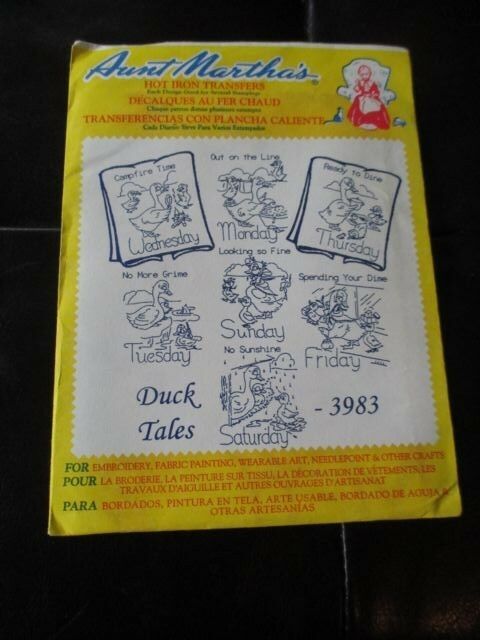 Aunt Martha's®
HOT IRON TRANSFERS
Each Design Good for Several Stampings
DÉCALQUES AU FER CHAUD
Chaque patron donne plusieurs estampes
TRANSFERENCIAS CON PLANCHA CALIENTE
Cada Diseño Sirve Para Varios Estampados
Campfire Time
Wednesday
Out on the Line
Monday
Ready to Dine
Thursday
No More Grime
Tuesday
Looking so Fine
Sunday
Spending Your Dime
Friday
No Sunshine
Saturday
Duck
Tales
- 3983
FOR EMBROIDERY, FABRIC PAINTING, WEARABLE ART, NEEDLEPOINT & OTHER CRAFTS
POUR LA BRODERIE, LA PEINTURE SUR TISSU, LA DÉCORATION DE VÊTEMENTS, LES
TRAVAUX D'AIGUILLE ET AUTRES OUVRAGES D'ARTISANAT
PARA BORDADOS, PINTURA EN TELA, ARTE USABLE, BORDADO DE AGUJA
OTRAS ARTESANÍAS